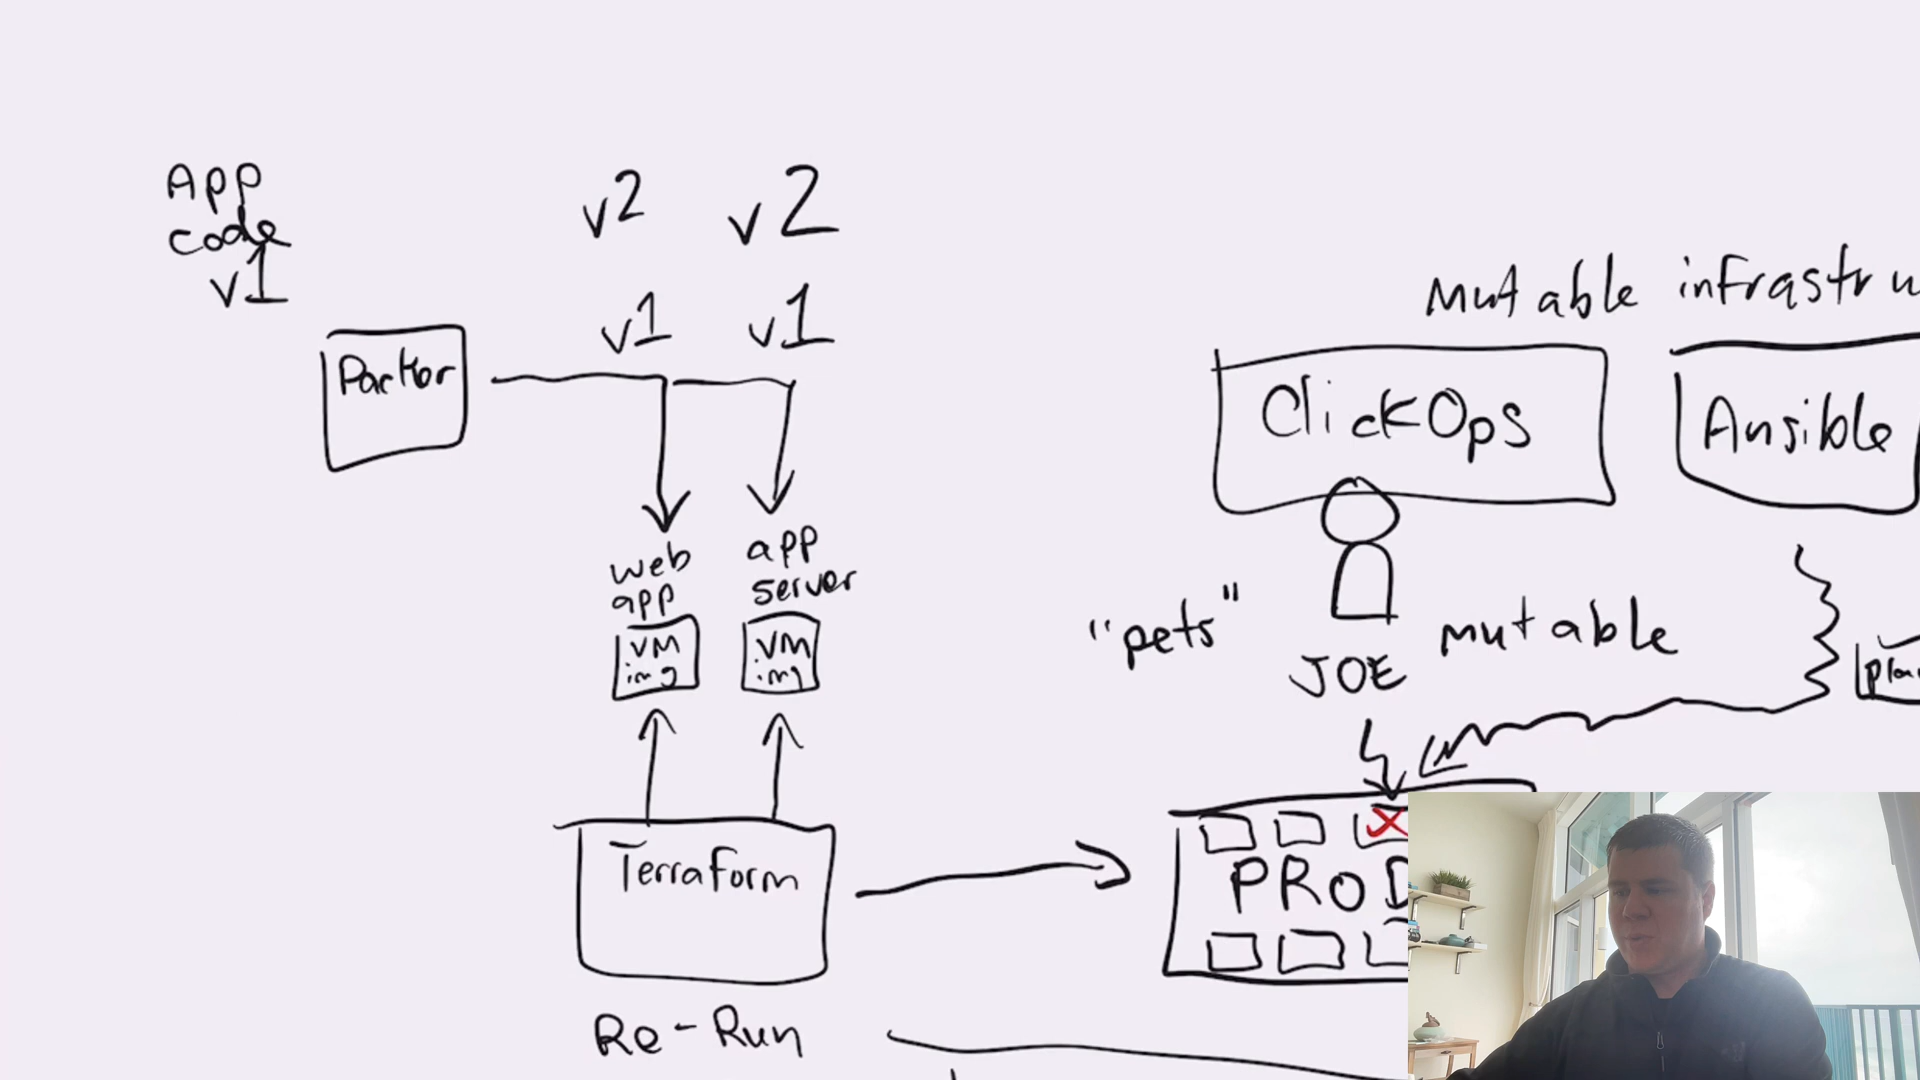 App
code
v1
v2 v2
v1 v1
Packer
web
app
app
server
VM
img
VM
img
Terraform
Re-Run
mutable infrastru
ClickOps
Ansible
"pets"
JOE
mutable
plan
X
PROD